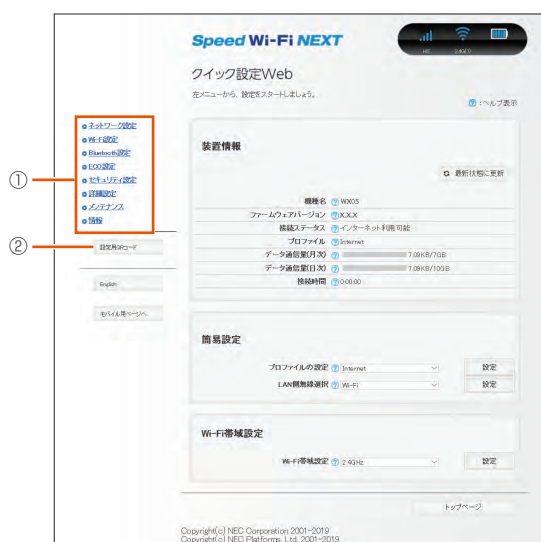 Speed Wi-Fi NEXT
HS 2.4GHz
クイック設定Web
左メニューから、設定をスタートしましょう。
?:ヘルプ表示
①
ネットワーク設定
Wi-Fi設定
Bluetooth設定
ECO設定
セキュリティ設定
詳細設定
メンテナンス
情報
②
設定用QRコード
English
モバイル用ページへ
装置情報
最新状態に更新
機種名 ? WX05
ファームウェアバージョン ? X.X.X
接続ステータス ? インターネット利用可能
プロファイル ? Internet
データ通信量(月次) ? 7.09KB/7GB
データ通信量(日次) ? 7.09KB/10GB
接続時間 ? 0:00:00
簡易設定
プロファイルの設定 ? Internet 設定
LAN側無線選択 ? Wi-Fi 設定
Wi-Fi帯域設定
Wi-Fi帯域設定 ? 2.4GHz 設定
トップページ
Copyright(c) NEC Corporation 2001-2019
Copyright(c) NEC Platforms, Ltd. 2001-2019